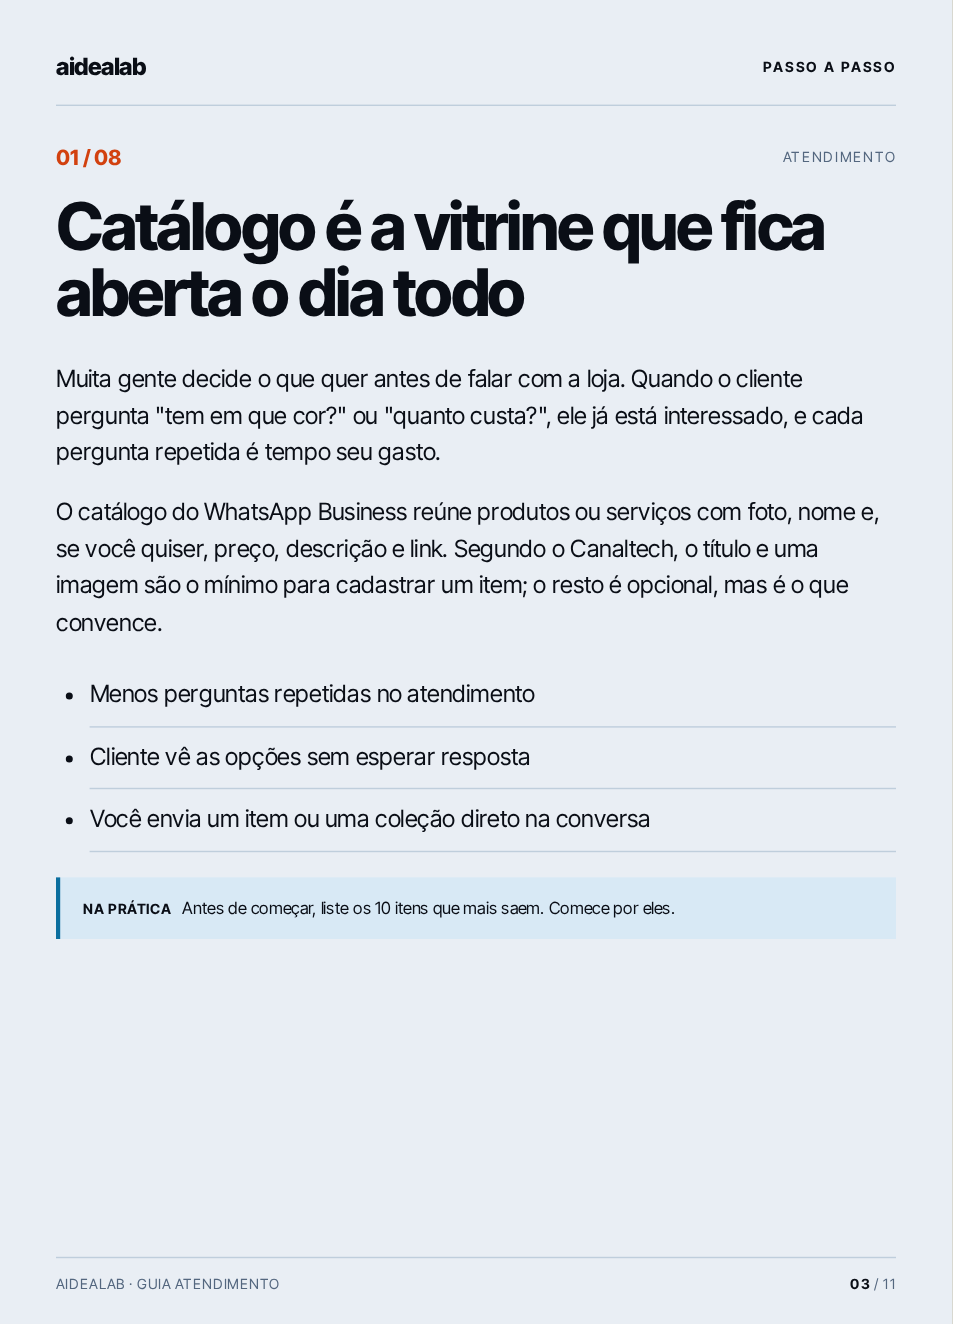 aidealab
PASSO A PASSO
01 / 08
ATENDIMENTO
Catálogo é a vitrine que fica
aberta o dia todo
Muita gente decide o que quer antes de falar com a loja. Quando o cliente
pergunta "tem em que cor?" ou "quanto custa?", ele já está interessado, e cada
pergunta repetida é tempo seu gasto.
O catálogo do WhatsApp Business reúne produtos ou serviços com foto, nome e,
se você quiser, preço, descrição e link. Segundo o Canaltech, o título e uma
imagem são o mínimo para cadastrar um item; o resto é opcional, mas é o que
convence.
• Menos perguntas repetidas no atendimento
• Cliente vê as opções sem esperar resposta
• Você envia um item ou uma coleção direto na conversa
NA PRÁTICA Antes de começar, liste os 10 itens que mais saem. Comece por eles.
AIDEALAB · GUIA ATENDIMENTO
03 / 11